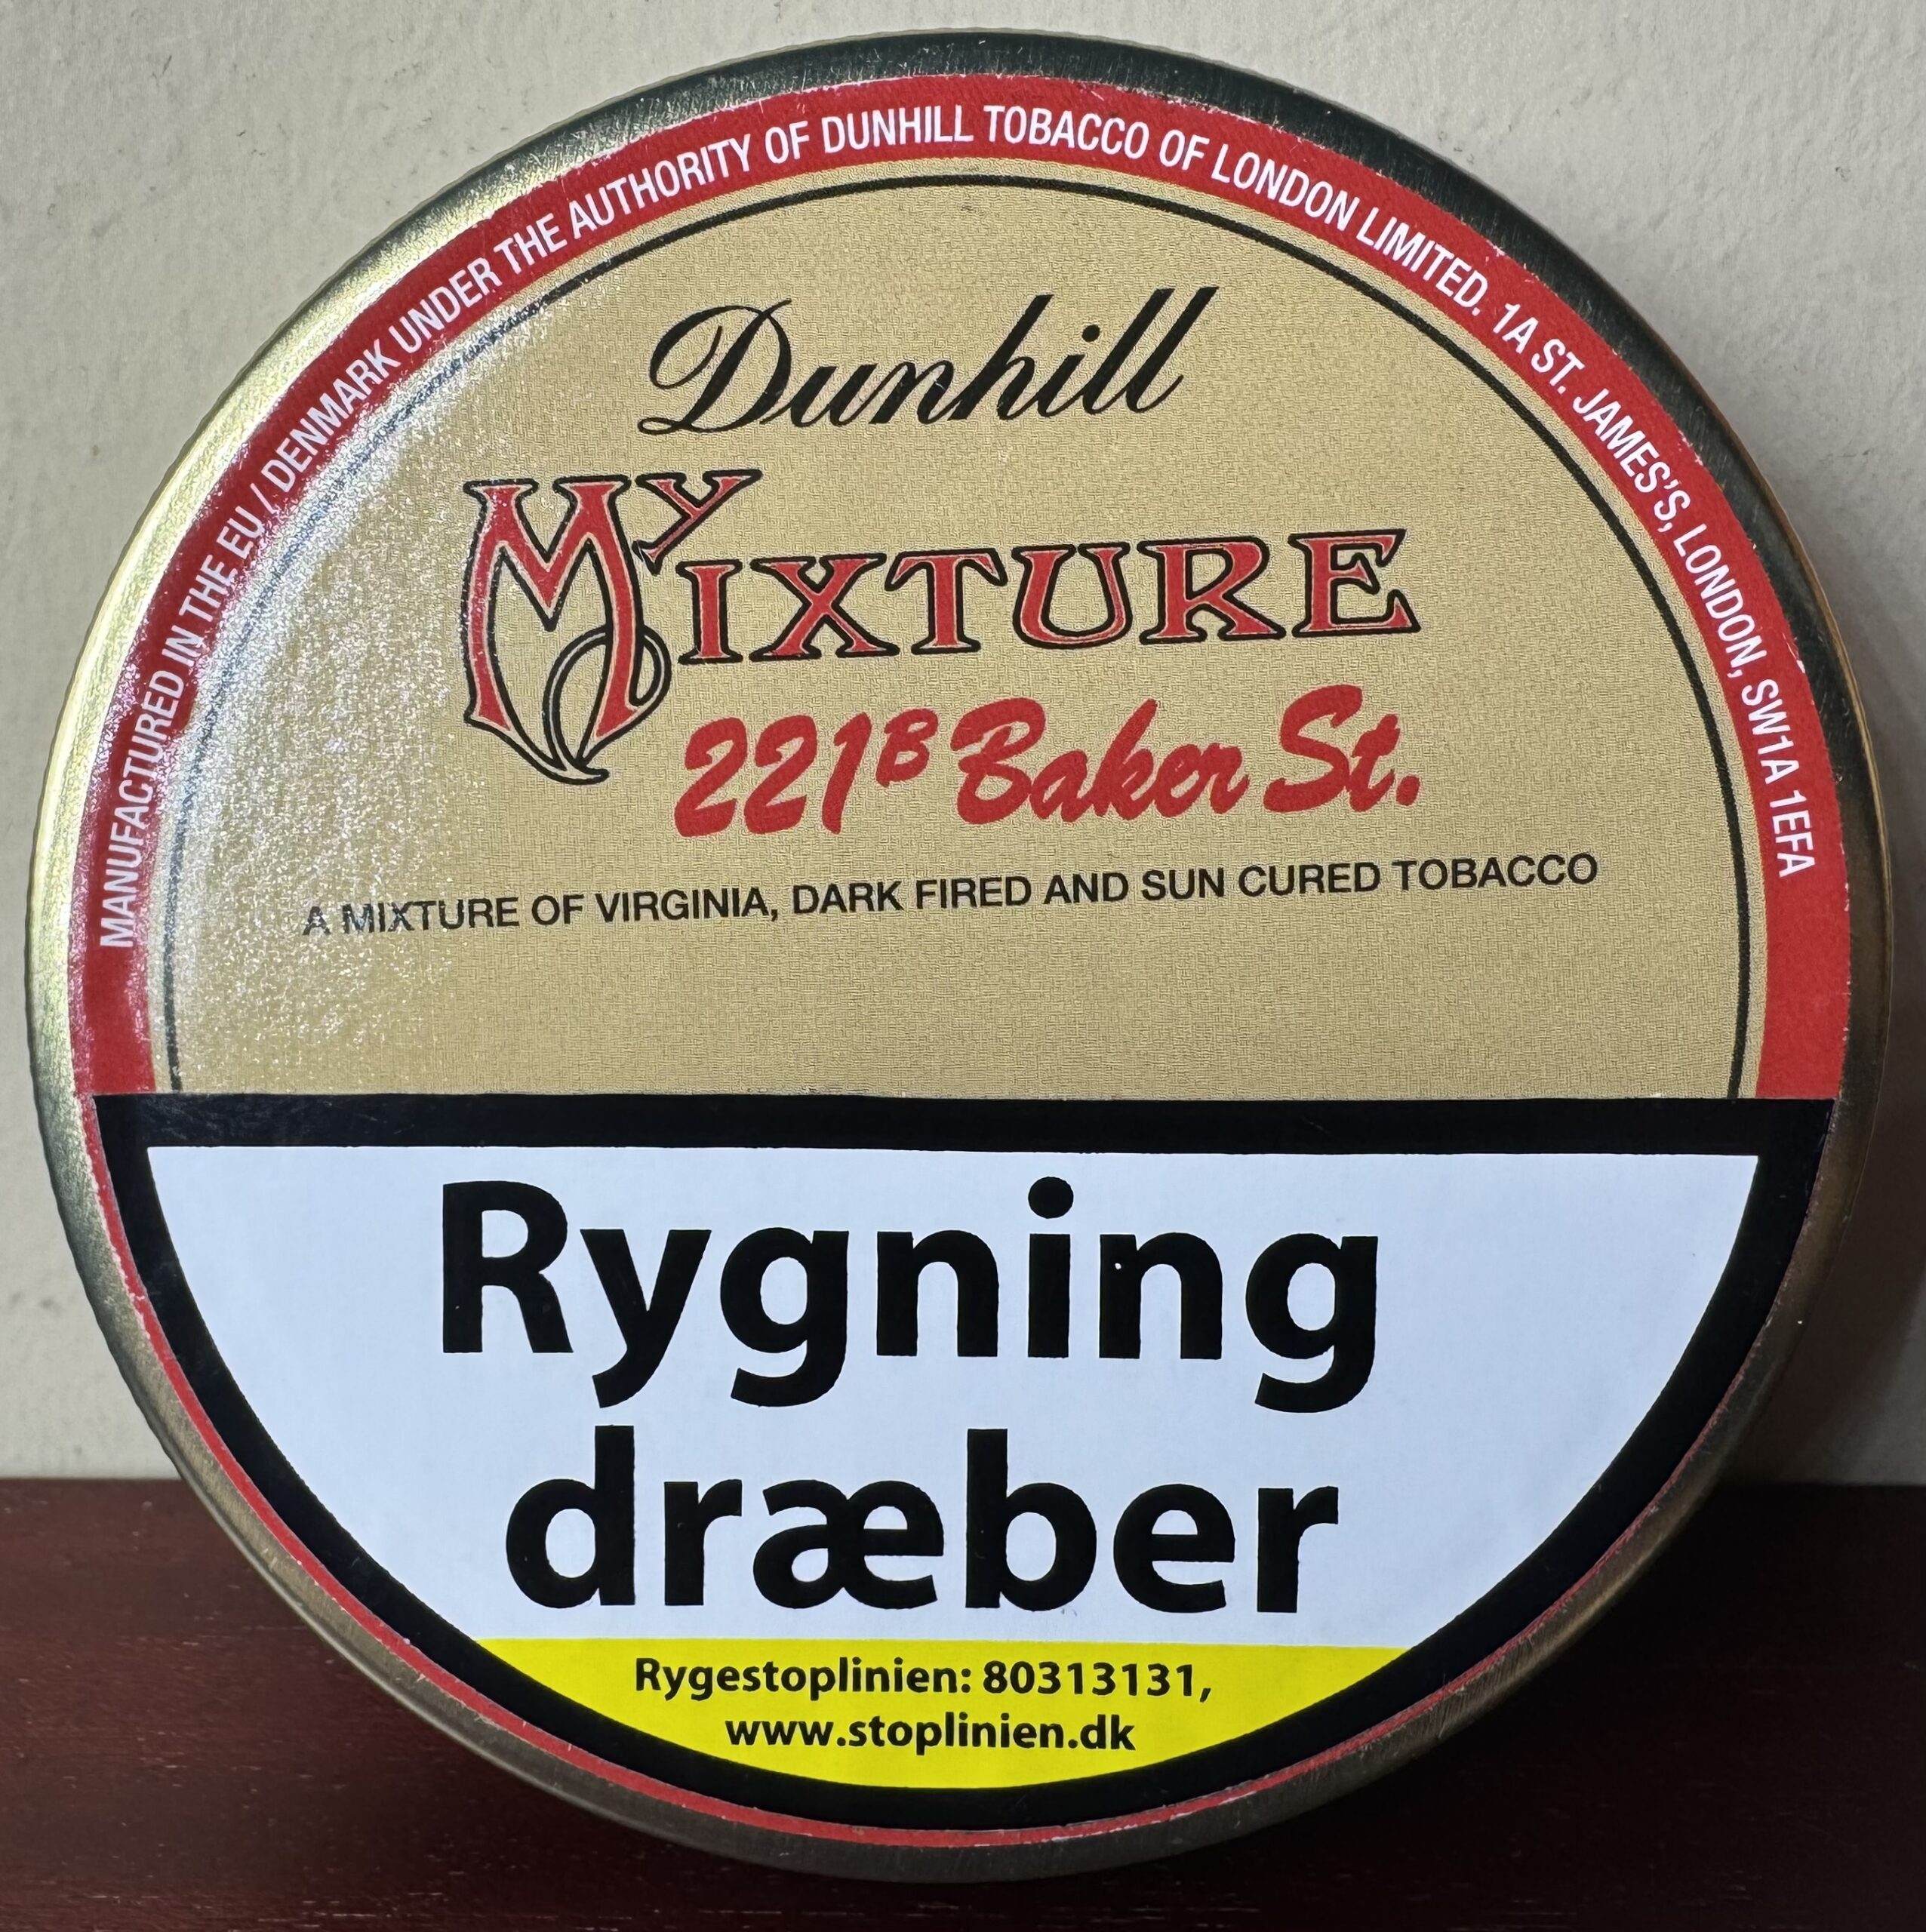 MANUFACTURED IN THE EU / DENMARK UNDER THE AUTHORITY OF DUNHILL TOBACCO OF LONDON LIMITED. 1A ST. JAMES'S, LONDON, SW1A 1EFA
Dunhill
MY MIXTURE
221B Baker St.
A MIXTURE OF VIRGINIA, DARK FIRED AND SUN CURED TOBACCO
Rygning
dræber
Rygestoplinien: 80313131,
www.stoplinien.dk